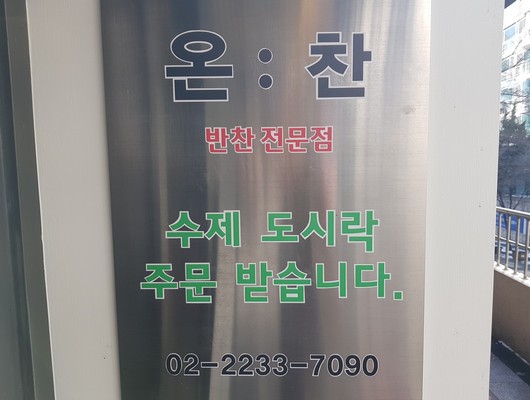 온 : 찬
반찬 전문점
수제 도시락
주문 받습니다.
02-2233-7090